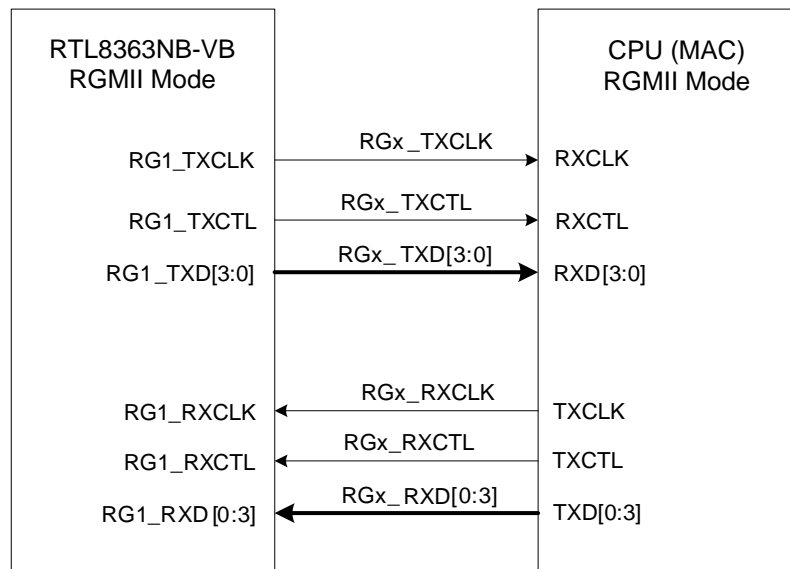 RTL8363NB-VB
RGMII Mode
CPU (MAC)
RGMII Mode
RG1_TXCLK
RGx_TXCLK
RXCLK
RG1_TXCTL
RGx_TXCTL
RXCTL
RG1_TXD[3:0]
RGx_TXD[3:0]
RXD[3:0]
RG1_RXCLK
RGx_RXCLK
TXCLK
RG1_RXCTL
RGx_RXCTL
TXCTL
RG1_RXD[0:3]
RGx_RXD[0:3]
TXD[0:3]